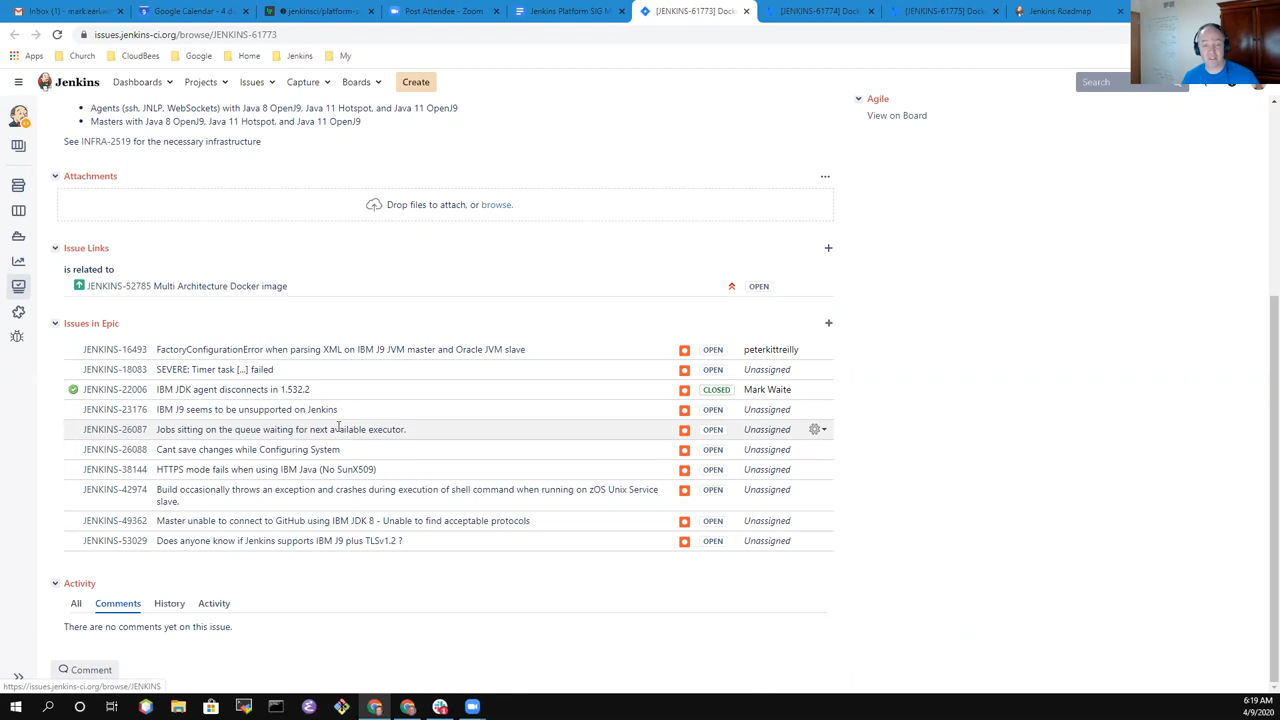 Inbox (1) - mark.earl
Google Calendar - 4 d
jenkinsci/platform-
Post Attendee - Zoom
Jenkins Platform SIG M
[JENKINS-61773] Dock
[JENKINS-61774] Dock
[JENKINS-61775] Dock
Jenkins Roadmap
issues.jenkins-ci.org/browse/JENKINS-61773
Apps
Church
CloudBees
Google
Home
Jenkins
My
Jenkins
Dashboards
Projects
Issues
Capture
Boards
Create
Search
Agents (ssh, JNLP, WebSockets) with Java 8 OpenJ9, Java 11 Hotspot, and Java 11 OpenJ9
Masters with Java 8 OpenJ9, Java 11 Hotspot, and Java 11 OpenJ9
See INFRA-2519 for the necessary infrastructure
Agile
View on Board
Attachments
Drop files to attach, or browse.
Issue Links
is related to
JENKINS-52785 Multi Architecture Docker image OPEN
Issues in Epic
JENKINS-16493 FactoryConfigurationError when parsing XML on IBM J9 JVM master and Oracle JVM slave OPEN peterkittreilly
JENKINS-18083 SEVERE: Timer task [...] failed OPEN Unassigned
JENKINS-22006 IBM JDK agent disconnects in 1.532.2 CLOSED Mark Waite
JENKINS-23176 IBM J9 seems to be unsupported on Jenkins OPEN Unassigned
JENKINS-26087 Jobs sitting on the queue waiting for next available executor. OPEN Unassigned
JENKINS-26088 Cant save changes while Configuring System OPEN Unassigned
JENKINS-38144 HTTPS mode fails when using IBM Java (No SunX509) OPEN Unassigned
JENKINS-42974 Build occasionally throws an exception and crashes during execution of shell command when running on zOS Unix Service OPEN Unassigned
slave.
JENKINS-49362 Master unable to connect to GitHub using IBM JDK 8 - Unable to find acceptable protocols OPEN Unassigned
JENKINS-53029 Does anyone know if Jenkins supports IBM J9 plus TLSv1.2 ? OPEN Unassigned
Activity
All
Comments
History
Activity
There are no comments yet on this issue.
Comment
https://issues.jenkins-ci.org/browse/JENKINS
6:19 AM
4/9/2020